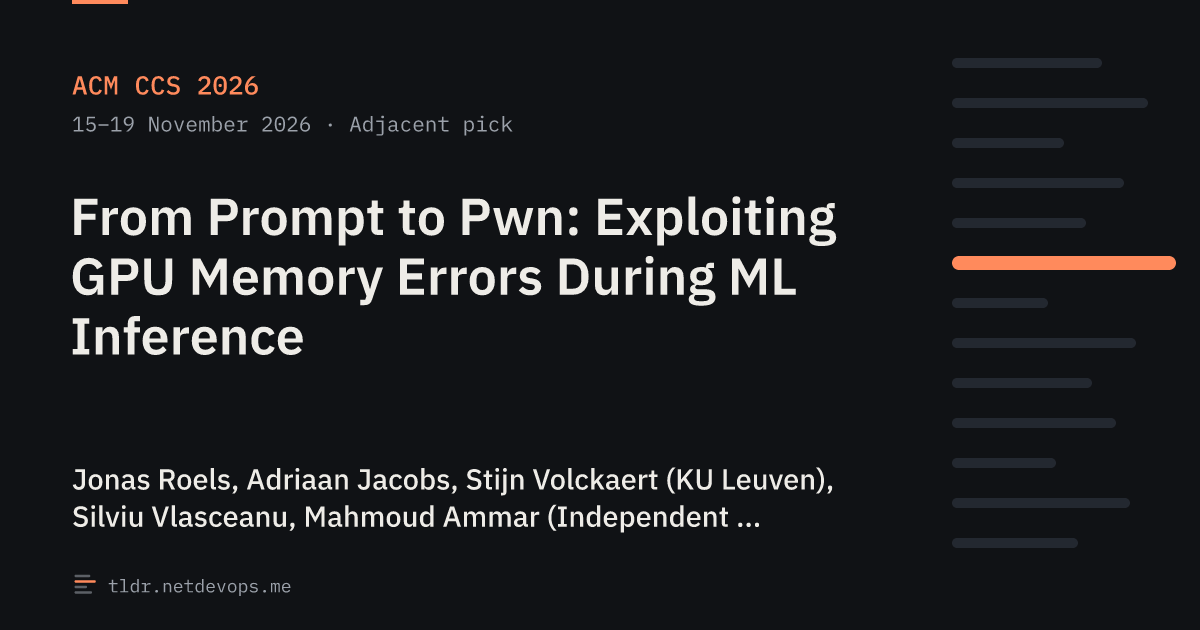 ACM CCS 2026
15–19 November 2026 · Adjacent pick
From Prompt to Pwn: Exploiting
GPU Memory Errors During ML
Inference
Jonas Roels, Adriaan Jacobs, Stijn Volckaert (KU Leuven),
Silviu Vlasceanu, Mahmoud Ammar (Independent ...
tldr.netdevops.me